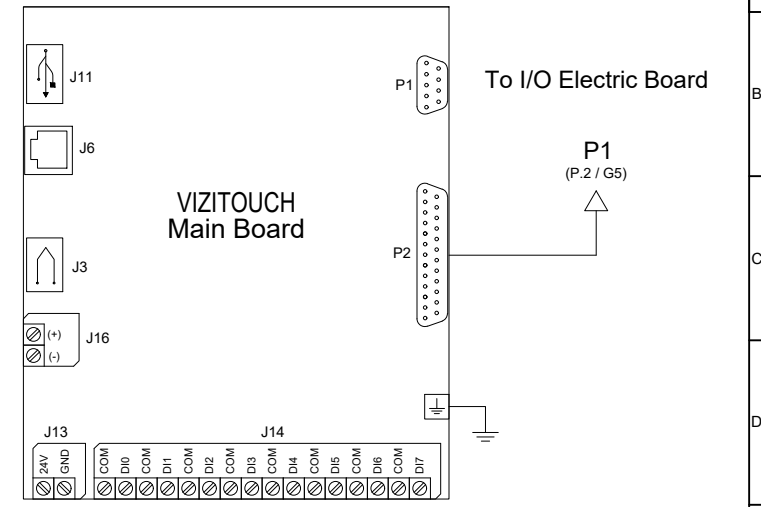 J11
P1
To I/O Electric Board
B
J6
P1
(P.2 / G5)
VIZITOUCH
Main Board
P2
C
J3
(+)
J16
(-)
D
J13
J14
24V
GND
COM
DI0
COM
DI1
COM
DI2
COM
DI3
COM
DI4
COM
DI5
COM
DI6
COM
DI7